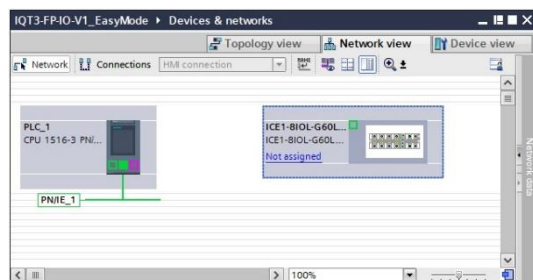 IQT3-FP-IO-V1_EasyMode ▸ Devices & networks
Topology view Network view Device view
Network Connections HMI connection
PLC_1
CPU 1516-3 PN/...
ICE1-8IOL-G60L...
ICE1-8IOL-G60L...
Not assigned
PN/IE_1
Network data
100%